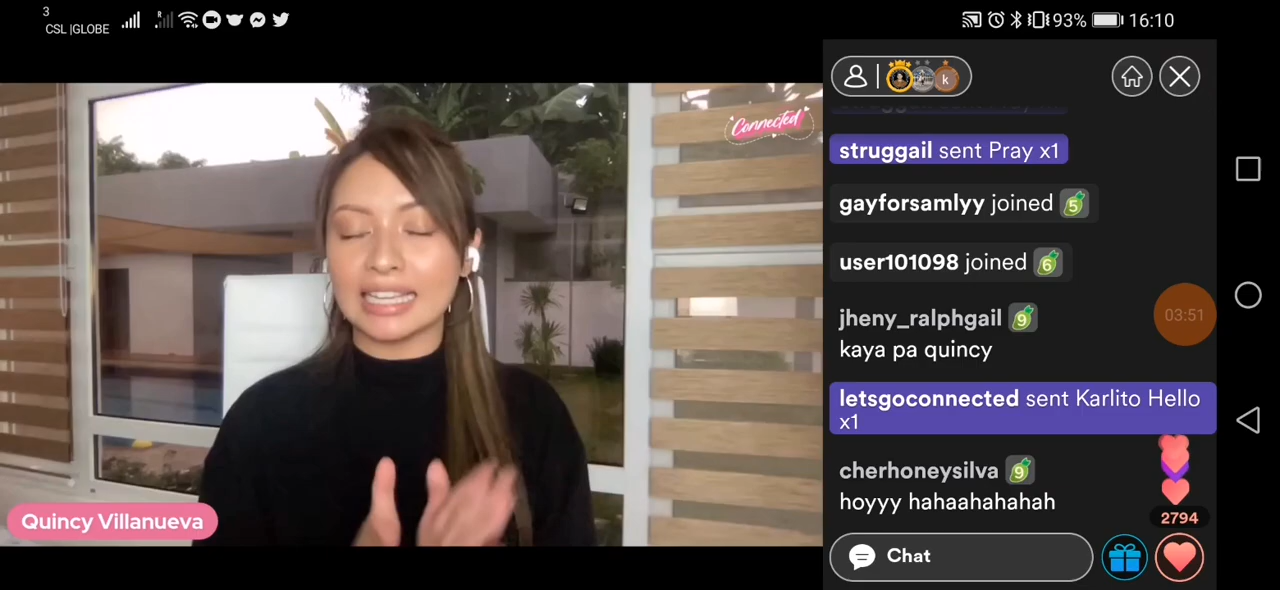 3
CSL |GLOBE
R
93%
16:10
Connected
k
struggail sent Pray x1
gayforsamlyy joined 5
user101098 joined 6
03:51
jheny_ralphgail 9
kaya pa quincy
letsgoconnected sent Karlito Hello
x1
cherhoneysilva 9
hoyyy hahaahahahah
2794
Quincy Villanueva
Chat